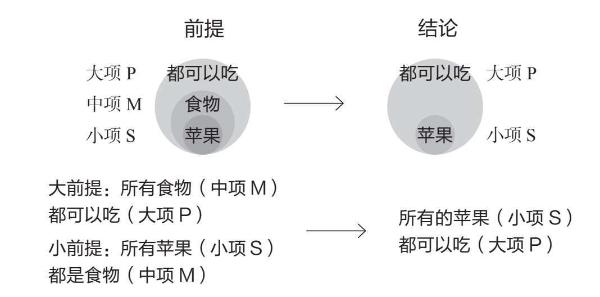 前提
结论
大项 P
都可以吃
中项 M
食物
小项 S
苹果
都可以吃
大项 P
苹果
小项 S
大前提：所有食物（中项 M）
都可以吃（大项 P）
小前提：所有苹果（小项 S）
都是食物（中项 M）
所有的苹果（小项 S）
都可以吃（大项 P）